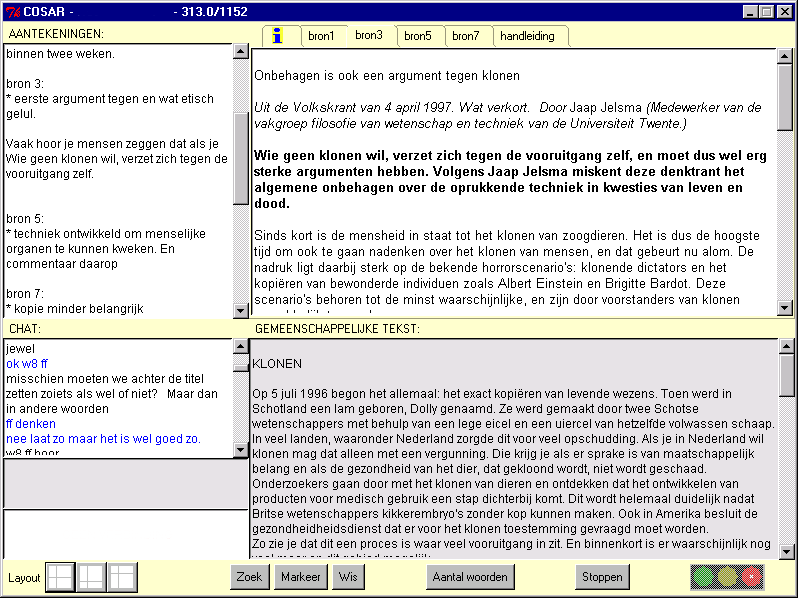 COSAR - - 313.0/1152
AANTEKENINGEN:
binnen twee weken.
bron 3:
* eerste argument tegen en wat etisch
gelul.
Vaak hoor je mensen zeggen dat als je
Wie geen klonen wil, verzet zich tegen de
vooruitgang zelf.
bron 5:
* techniek ontwikkeld om menselijke
organen te kunnen kweken. En
commentaar daarop
bron 7:
* kopie minder belangrijk
i bron1 bron3 bron5 bron7 handleiding
Onbehagen is ook een argument tegen klonen
Uit de Volkskrant van 4 april 1997. Wat verkort. Door Jaap Jelsma (Medewerker van de
vakgroep filosofie van wetenschap en techniek van de Universiteit Twente.)
Wie geen klonen wil, verzet zich tegen de vooruitgang zelf, en moet dus wel erg
sterke argumenten hebben. Volgens Jaap Jelsma miskent deze denktrant het
algemene onbehagen over de oprukkende techniek in kwesties van leven en
dood.
Sinds kort is de mensheid in staat tot het klonen van zoogdieren. Het is dus de hoogste
tijd om ook te gaan nadenken over het klonen van mensen, en dat gebeurt nu alom. De
nadruk ligt daarbij sterk op de bekende horrorscenario's: klonende dictators en het
kopiëren van bewonderde individuen zoals Albert Einstein en Brigitte Bardot. Deze
scenario's behoren tot de minst waarschijnlijke, en zijn door voorstanders van klonen
CHAT:
jewel
ok w8 ff
misschien moeten we achter de titel
zetten zoiets als wel of niet? Maar dan
in andere woorden
ff denken
nee laat zo maar het is wel goed zo.
w8 ff hoor
GEMEENSCHAPPELIJKE TEKST:
KLONEN
Op 5 juli 1996 begon het allemaal: het exact kopiëren van levende wezens. Toen werd in
Schotland een lam geboren, Dolly genaamd. Ze werd gemaakt door twee Schotse
wetenschappers met behulp van een lege eicel en een uiercel van hetzelfde volwassen schaap.
In veel landen, waaronder Nederland zorgde dit voor veel opschudding. Als je in Nederland wil
klonen mag dat alleen met een vergunning. Die krijg je als er sprake is van maatschappelijk
belang en als de gezondheid van het dier, dat gekloond wordt, niet wordt geschaad.
Onderzoekers gaan door met het klonen van dieren en ontdekken dat het ontwikkelen van
producten voor medisch gebruik een stap dichterbij komt. Dit wordt helemaal duidelijk nadat
Britse wetenschappers kikkerembryo's zonder kop kunnen maken. Ook in Amerika besluit de
gezondheidheidsdienst dat er voor het klonen toestemming gevraagd moet worden.
Zo zie je dat dit een proces is waar veel vooruitgang in zit. En binnenkort is er waarschijnlijk nog
veel meer op dit gebied mogelijk.
Layout Zoek Markeer Wis Aantal woorden Stoppen